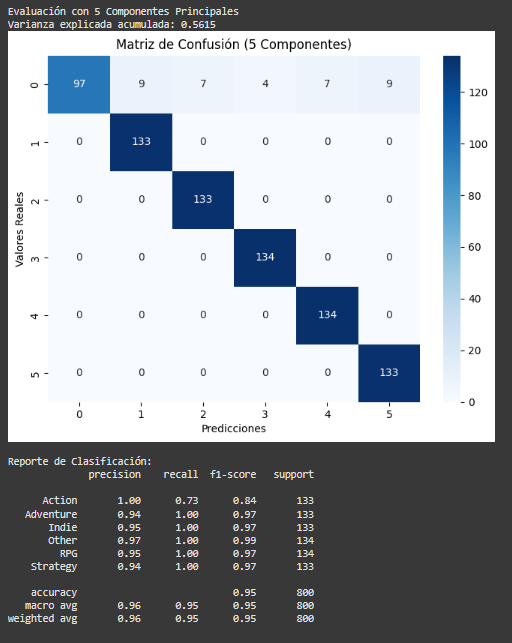 Evaluación con 5 Componentes Principales
Varianza explicada acumulada: 0.5615
Matriz de Confusión (5 Componentes)
0 97 9 7 4 7 9
1 0 133 0 0 0 0
2 0 0 133 0 0 0
3 0 0 0 134 0 0
4 0 0 0 0 134 0
5 0 0 0 0 0 133
0 1 2 3 4 5
Valores Reales
Predicciones
120
100
80
60
40
20
0
Reporte de Clasificación:
precision recall f1-score support
Action 1.00 0.73 0.84 133
Adventure 0.94 1.00 0.97 133
Indie 0.95 1.00 0.97 133
Other 0.97 1.00 0.99 134
RPG 0.95 1.00 0.97 134
Strategy 0.94 1.00 0.97 133
accuracy 0.95 800
macro avg 0.96 0.95 0.95 800
weighted avg 0.96 0.95 0.95 800